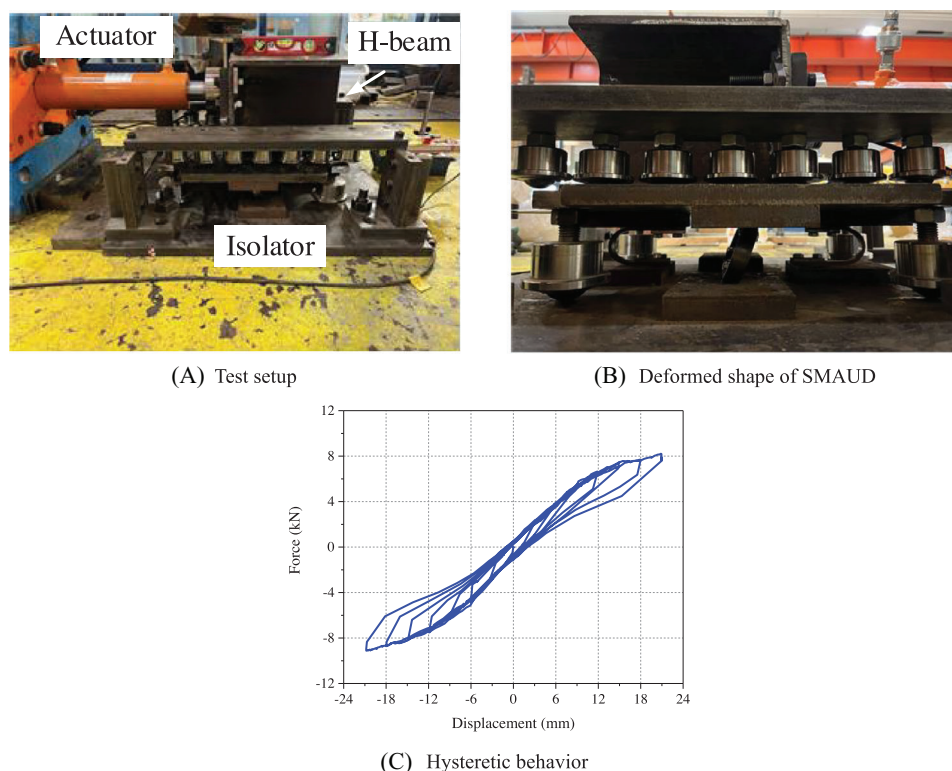 Actuator
H-beam
Isolator
(A) Test setup
(B) Deformed shape of SMAUD
12
8
4
0
-4
-8
-12
Force (kN)
-24 -18 -12 -6 0 6 12 18 24
Displacement (mm)
(C) Hysteretic behavior